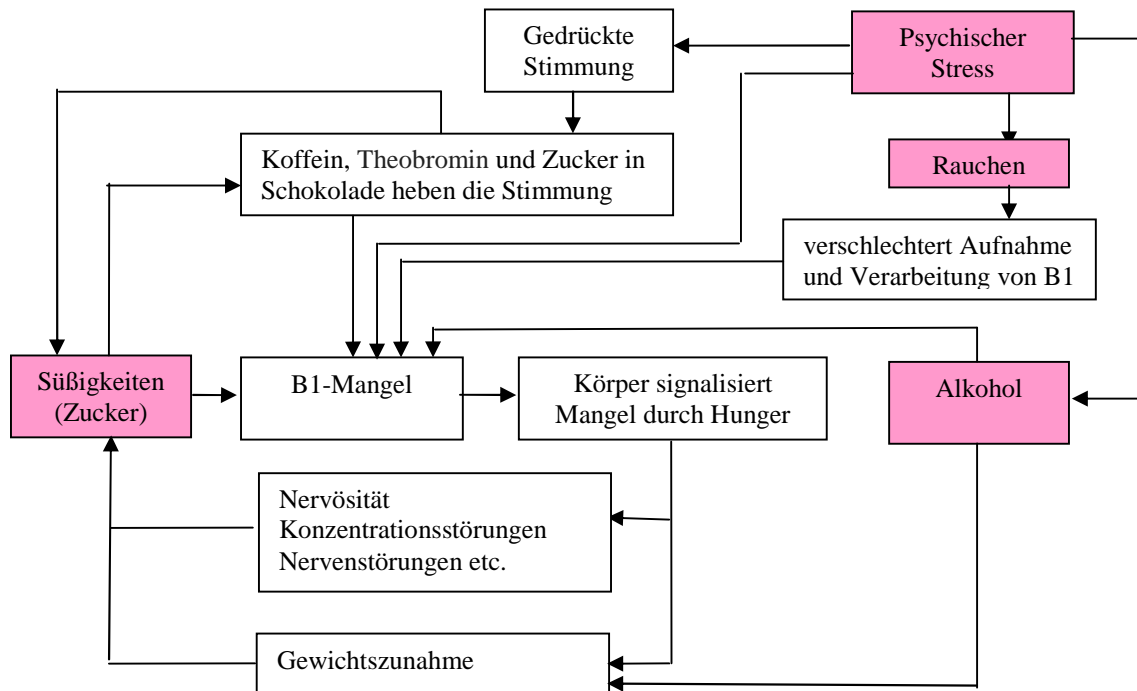 Gedrückte
Stimmung
Psychischer
Stress
Koffein, Theobromin und Zucker in
Schokolade heben die Stimmung
Rauchen
verschlechtert Aufnahme
und Verarbeitung von B1
Süßigkeiten
(Zucker)
B1-Mangel
Körper signalisiert
Mangel durch Hunger
Alkohol
Nervösität
Konzentrationsstörungen
Nervenstörungen etc.
Gewichtszunahme